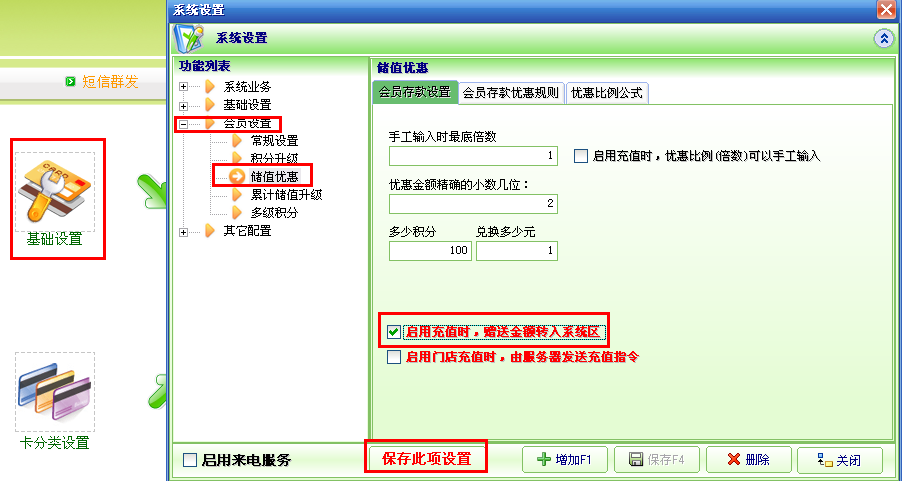 系统设置
系统设置
短信群发
基础设置
卡分类设置
功能列表
系统业务
基础设置
会员设置
常规设置
积分升级
储值优惠
累计储值升级
多级积分
其它配置
储值优惠
会员存款设置 会员存款优惠规则 优惠比例公式
手工输入时最底倍数
1
启用充值时，优惠比例(倍数)可以手工输入
优惠金额精确的小数几位：
2
多少积分 兑换多少元
100 1
启用充值时，赠送金额转入系统区
启用门店充值时，由服务器发送充值指令
启用来电服务 保存此项设置 增加F1 保存F4 删除 关闭